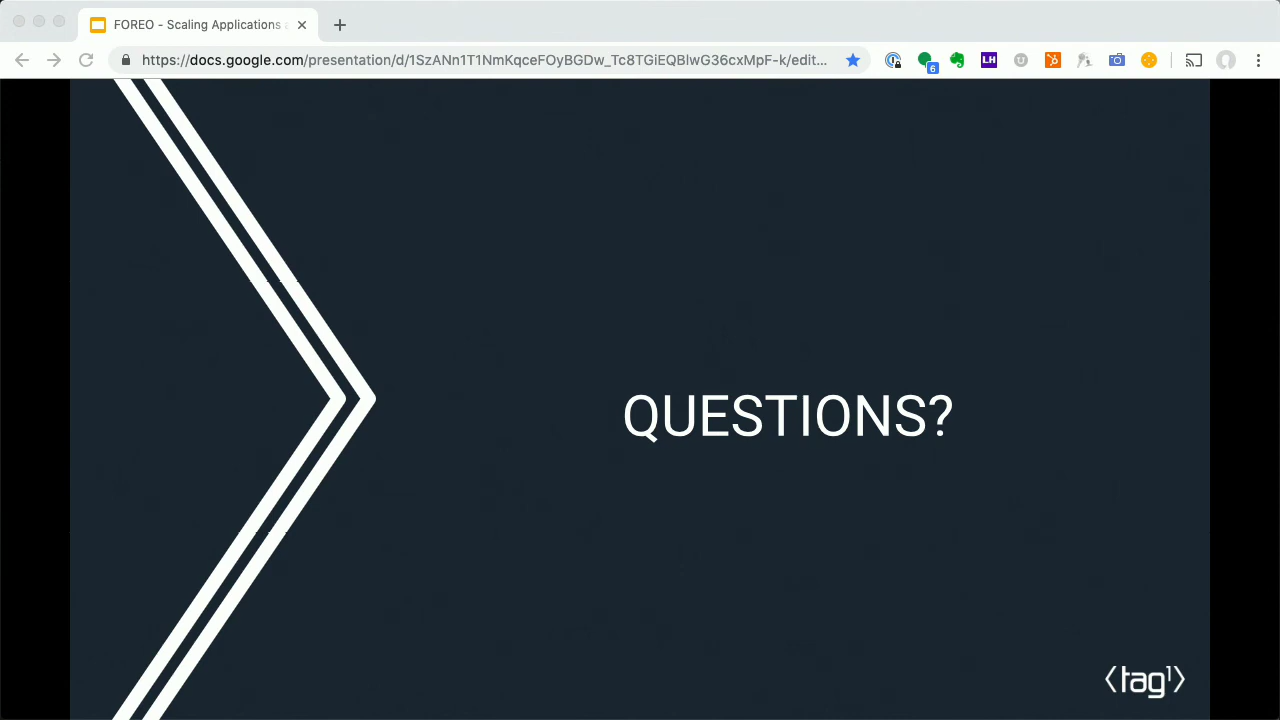 FOREO - Scaling Applications
https://docs.google.com/presentation/d/1SzANn1T1NmKqceFOyBGDw_Tc8TGiEQBlwG36cxMpF-k/edit...
6
LH
QUESTIONS?
⟨tag1⟩